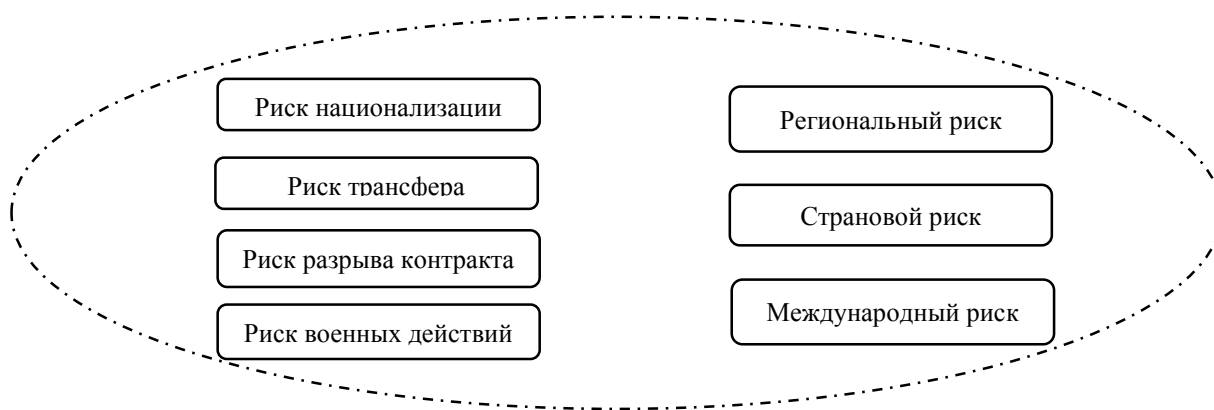 Риск национализации
Риск трансфера
Риск разрыва контракта
Риск военных действий
Региональный риск
Страновой риск
Международный риск